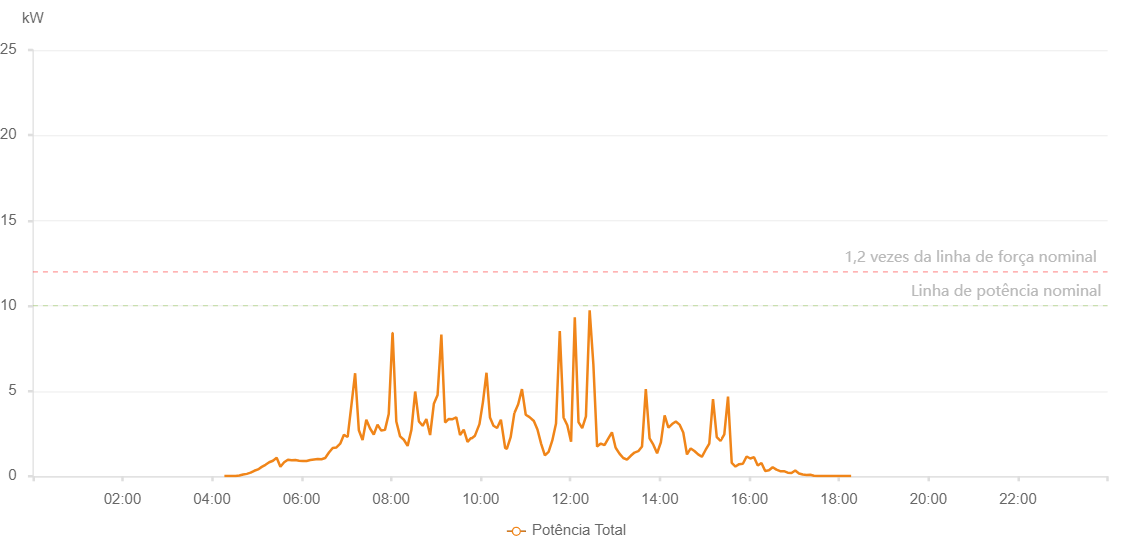 kW
25
20
15
1,2 vezes da linha de força nominal
Linha de potência nominal
10
5
0
02:00 04:00 06:00 08:00 10:00 12:00 14:00 16:00 18:00 20:00 22:00
Potência Total